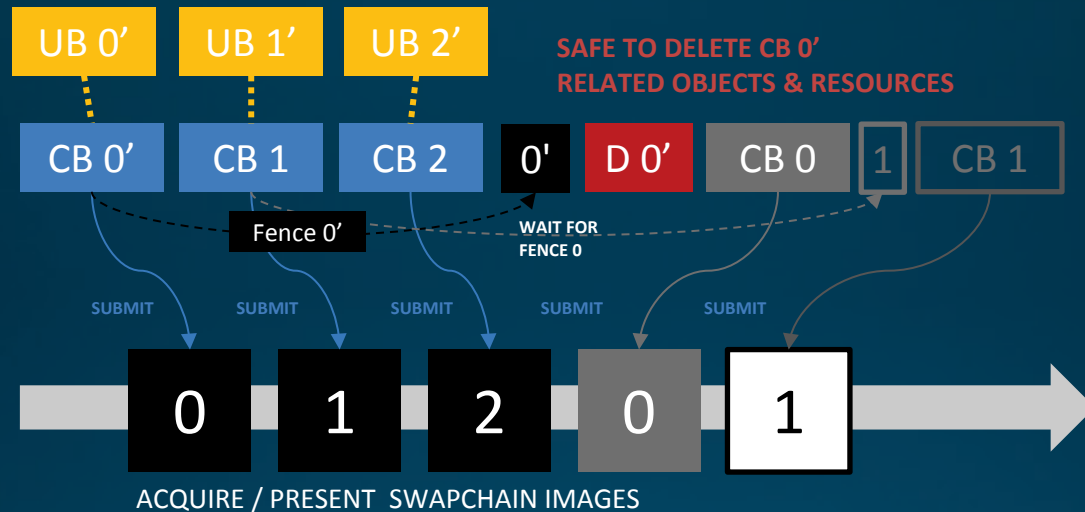 UB 0’
UB 1’
UB 2’
SAFE TO DELETE CB 0’
RELATED OBJECTS & RESOURCES
CB 0’
CB 1
CB 2
0'
D 0’
CB 0
1
CB 1
Fence 0’
WAIT FOR
FENCE 0
SUBMIT
SUBMIT
SUBMIT
SUBMIT
SUBMIT
0
1
2
0
1
ACQUIRE / PRESENT SWAPCHAIN IMAGES